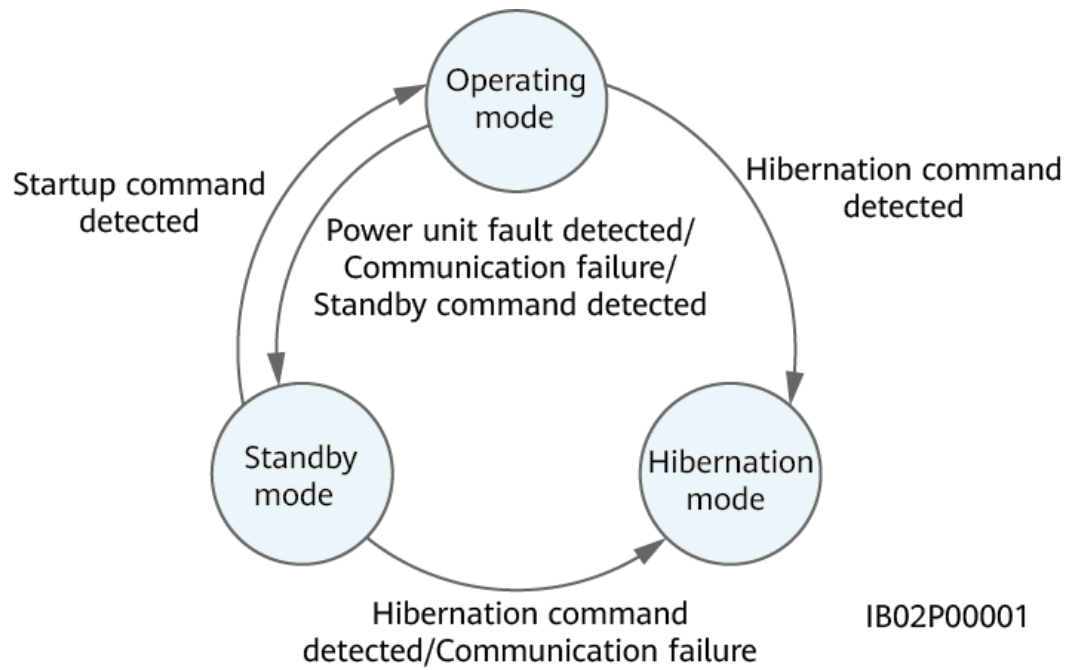 Operating
mode
Startup command
detected
Hibernation command
detected
Power unit fault detected/
Communication failure/
Standby command detected
Standby
mode
Hibernation
mode
Hibernation command
detected/Communication failure
IB02P00001